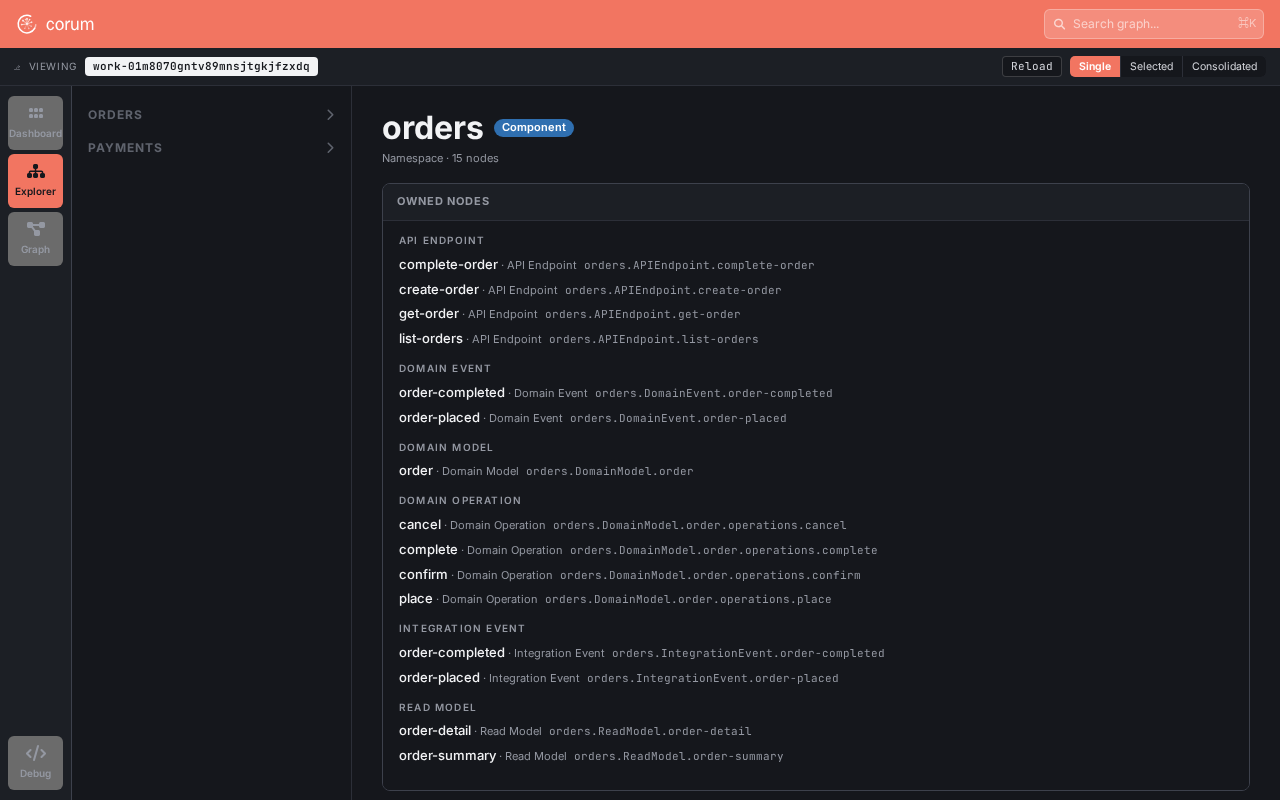 corum
Search graph... ⌘K
VIEWING work-01m8070gntv89mnsjtgkjfzxdq
Reload Single Selected Consolidated
Dashboard
Explorer
Graph
Debug
ORDERS
PAYMENTS
orders Component
Namespace · 15 nodes
OWNED NODES
API ENDPOINT
complete-order · API Endpoint orders.APIEndpoint.complete-order
create-order · API Endpoint orders.APIEndpoint.create-order
get-order · API Endpoint orders.APIEndpoint.get-order
list-orders · API Endpoint orders.APIEndpoint.list-orders
DOMAIN EVENT
order-completed · Domain Event orders.DomainEvent.order-completed
order-placed · Domain Event orders.DomainEvent.order-placed
DOMAIN MODEL
order · Domain Model orders.DomainModel.order
DOMAIN OPERATION
cancel · Domain Operation orders.DomainModel.order.operations.cancel
complete · Domain Operation orders.DomainModel.order.operations.complete
confirm · Domain Operation orders.DomainModel.order.operations.confirm
place · Domain Operation orders.DomainModel.order.operations.place
INTEGRATION EVENT
order-completed · Integration Event orders.IntegrationEvent.order-completed
order-placed · Integration Event orders.IntegrationEvent.order-placed
READ MODEL
order-detail · Read Model orders.ReadModel.order-detail
order-summary · Read Model orders.ReadModel.order-summary